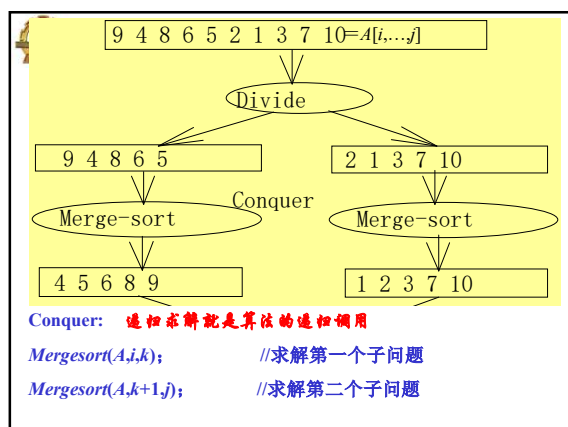 9 4 8 6 5 2 1 3 7 10=A[i,…,j]
Divide
9 4 8 6 5
2 1 3 7 10
Conquer
Merge-sort
Merge-sort
4 5 6 8 9
1 2 3 7 10
Conquer: 递归求解就是算法的递归调用
Mergesort(A,i,k); //求解第一个子问题
Mergesort(A,k+1,j); //求解第二个子问题